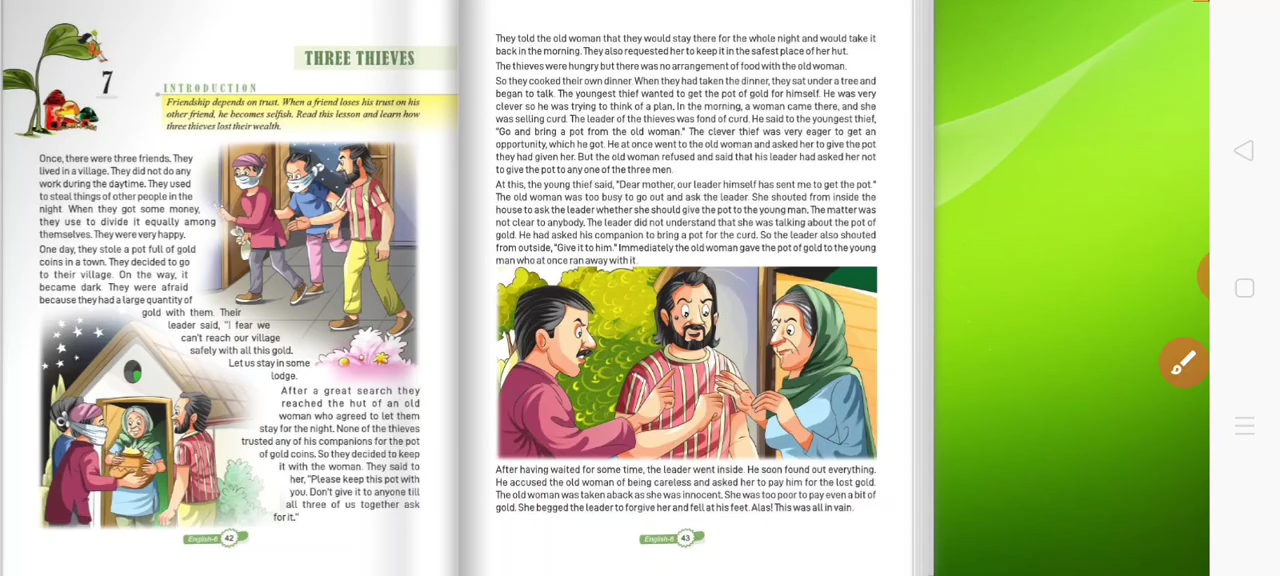 7
THREE THIEVES
INTRODUCTION
Friendship depends on trust. When a friend loses his trust on his
other friend, he becomes selfish. Read this lesson and learn how
three thieves lost their wealth.
Once, there were three friends. They
lived in a village. They did not do any
work during the daytime. They used
to steal things of other people in the
night. When they got some money,
they use to divide it equally among
themselves. They were very happy.
One day, they stole a pot full of gold
coins in a town. They decided to go
to their village. On the way, it
became dark. They were afraid
because they had a large quantity of
gold with them. Their
leader said, "I fear we
can't reach our village
safely with all this gold.
Let us stay in some
lodge.
After a great search they
reached the hut of an old
woman who agreed to let them
stay for the night. None of the thieves
trusted any of his companions for the pot
of gold coins. So they decided to keep
it with the woman. They said to
her, "Please keep this pot with
you. Don't give it to anyone till
all three of us together ask
for it."
English-6 42
They told the old woman that they would stay there for the whole night and would take it
back in the morning. They also requested her to keep it in the safest place of her hut.
The thieves were hungry but there was no arrangement of food with the old woman.
So they cooked their own dinner. When they had taken the dinner, they sat under a tree and
began to talk. The youngest thief wanted to get the pot of gold for himself. He was very
clever so he was trying to think of a plan. In the morning, a woman came there, and she
was selling curd. The leader of the thieves was fond of curd. He said to the youngest thief,
"Go and bring a pot from the old woman." The clever thief was very eager to get an
opportunity, which he got. He at once went to the old woman and asked her to give the pot
they had given her. But the old woman refused and said that his leader had asked her not
to give the pot to any one of the three men.
At this, the young thief said, "Dear mother, our leader himself has sent me to get the pot."
The old woman was too busy to go out and ask the leader. She shouted from inside the
house to ask the leader whether she should give the pot to the young man. The matter was
not clear to anybody. The leader did not understand that she was talking about the pot of
gold. He had asked his companion to bring a pot for the curd. So the leader also shouted
from outside, "Give it to him." Immediately the old woman gave the pot of gold to the young
man who at once ran away with it.
After having waited for some time, the leader went inside. He soon found out everything.
He accused the old woman of being careless and asked her to pay him for the lost gold.
The old woman was taken aback as she was innocent. She was too poor to pay even a bit of
gold. She begged the leader to forgive her and fell at his feet. Alas! This was all in vain.
English-6 43